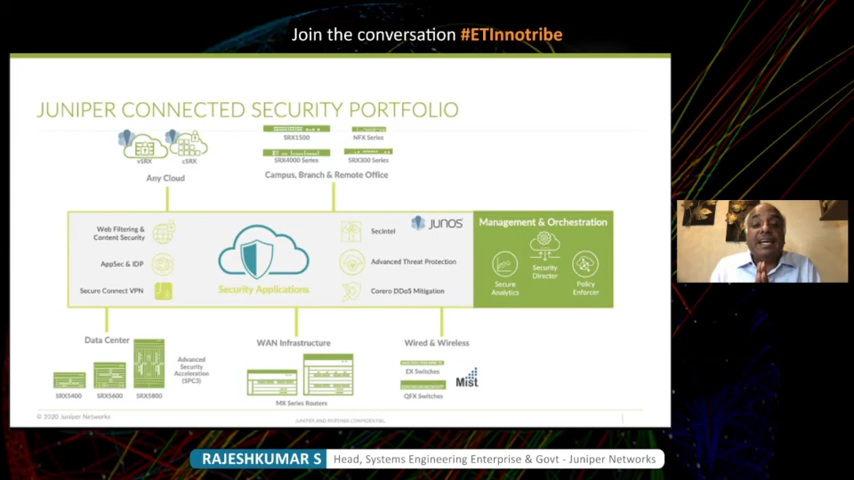 Join the conversation #ETInnotribe
JUNIPER CONNECTED SECURITY PORTFOLIO
vSRX
cSRX
Any Cloud
SRX1500
NFX Series
SRX4000 Series
SRX300 Series
Campus, Branch & Remote Office
Web Filtering &
Content Security
AppSec & IDP
Secure Connect VPN
Security Applications
SecIntel
Advanced Threat Protection
Corero DDoS Mitigation
JUNOS
Management & Orchestration
Secure
Analytics
Security
Director
Policy
Enforcer
Data Center
SRX5400
SRX5600
SRX5800
Advanced
Security
Acceleration
(SPC3)
WAN Infrastructure
MX Series Routers
Wired & Wireless
EX Switches
QFX Switches
Mist
© 2020 Juniper Networks
JUNIPER AND PARTNER CONFIDENTIAL
RAJESHKUMAR S
Head, Systems Engineering Enterprise & Govt - Juniper Networks